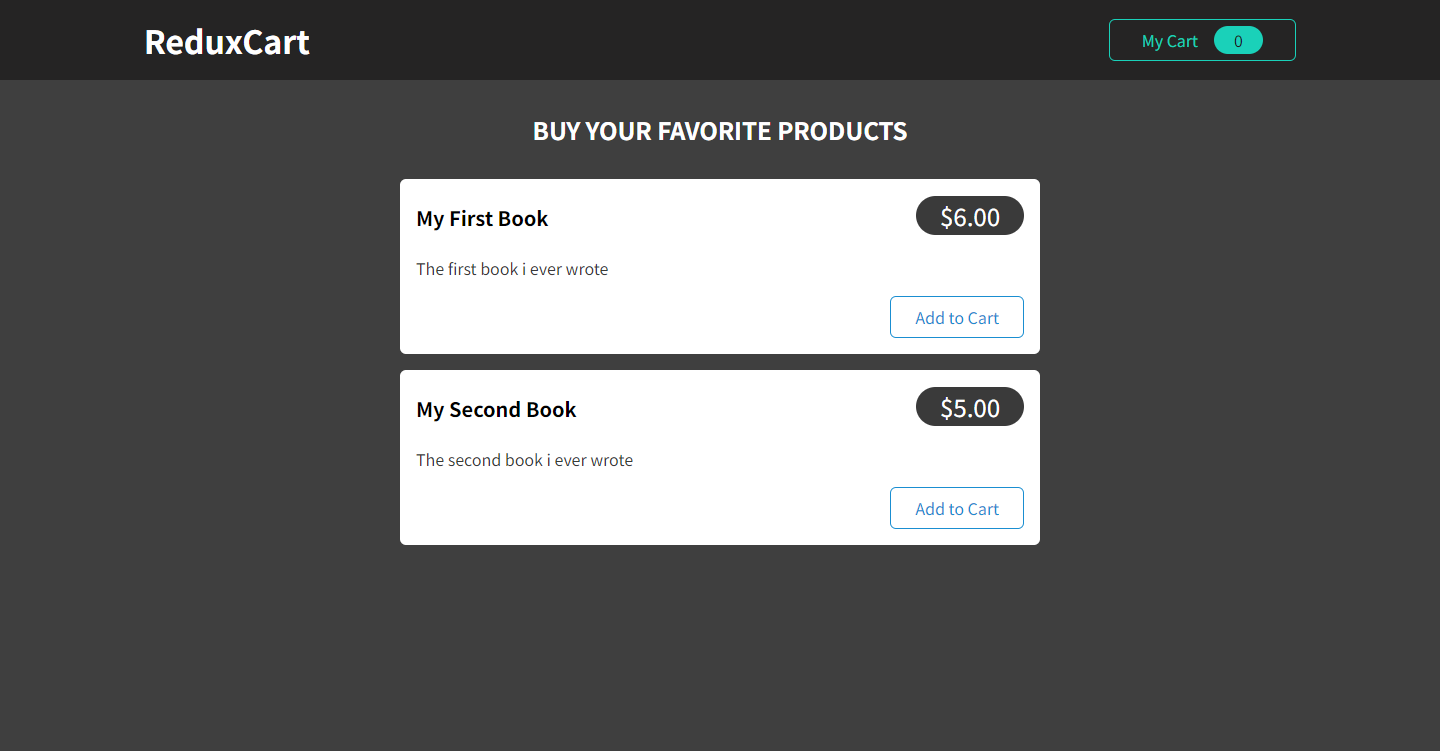 ReduxCart
My Cart 0
BUY YOUR FAVORITE PRODUCTS
My First Book
$6.00
The first book i ever wrote
Add to Cart
My Second Book
$5.00
The second book i ever wrote
Add to Cart